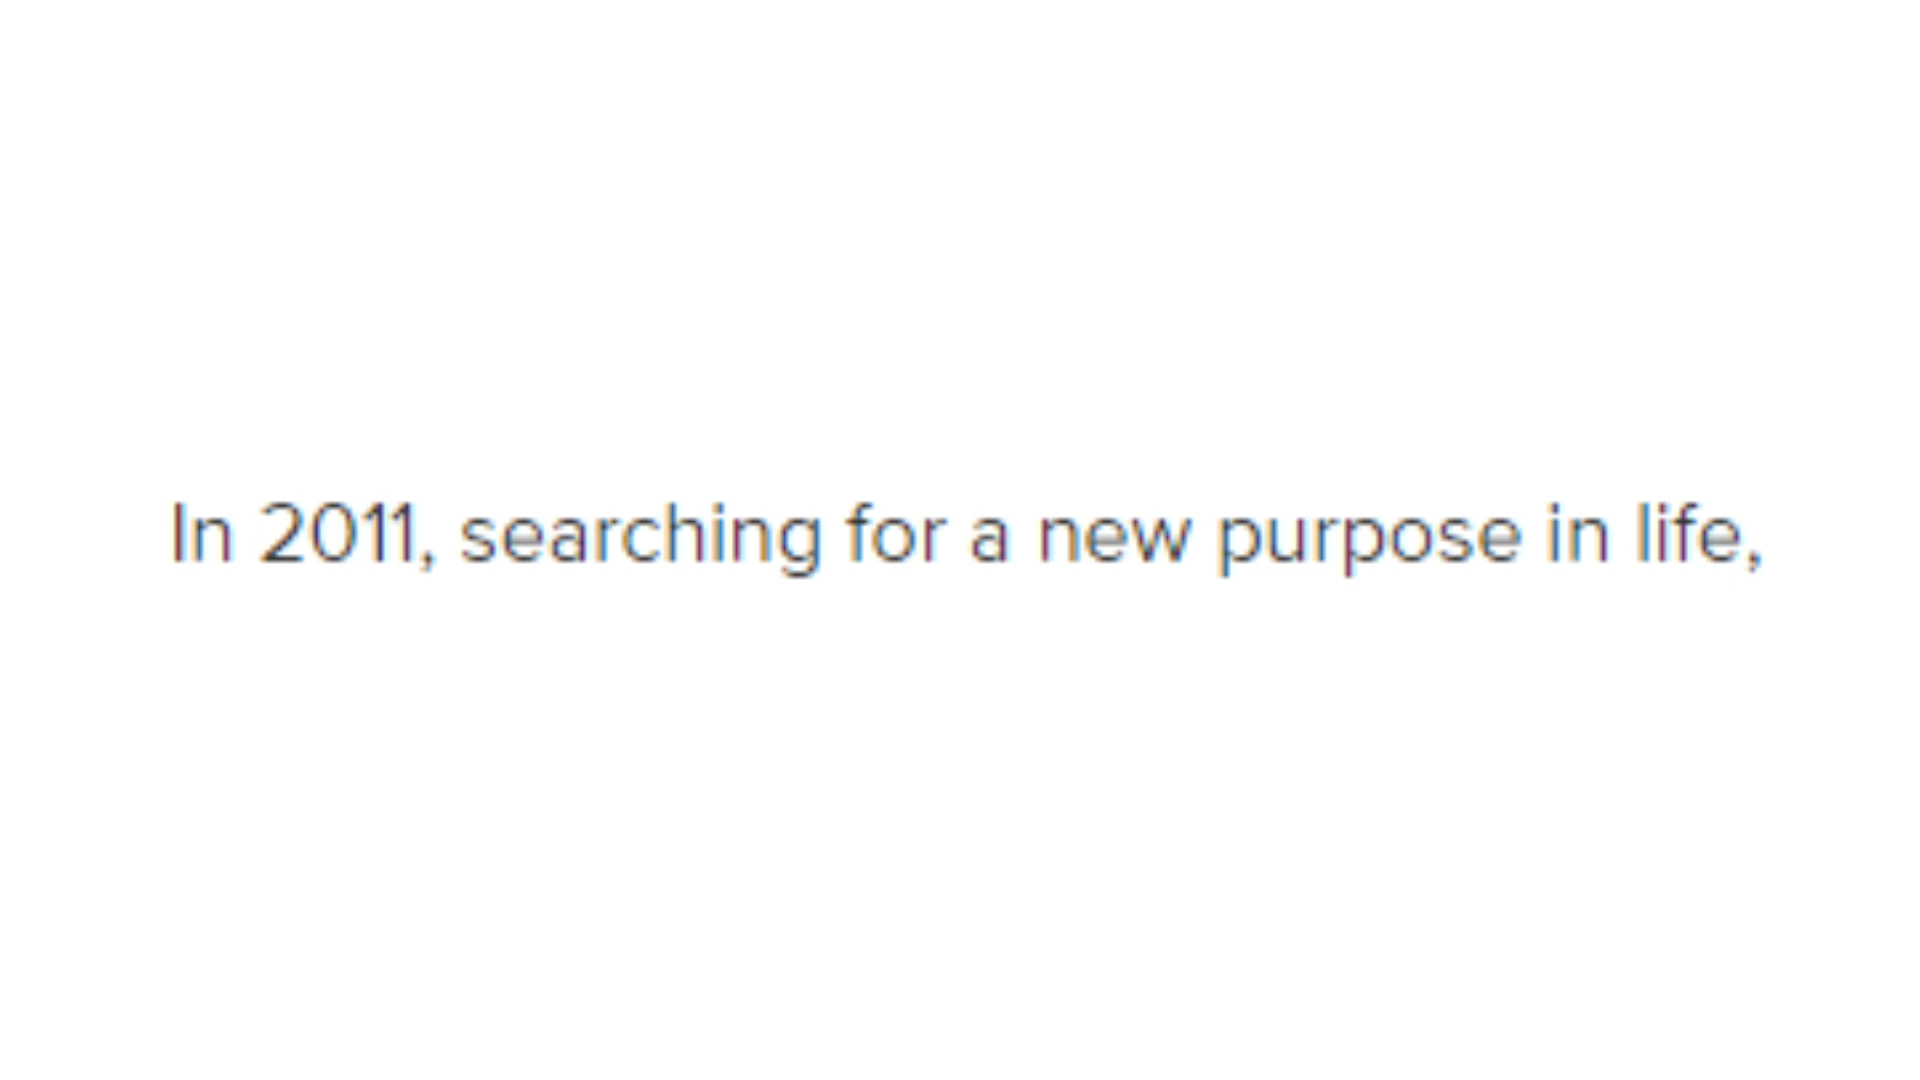 In 2011, searching for a new purpose in life,